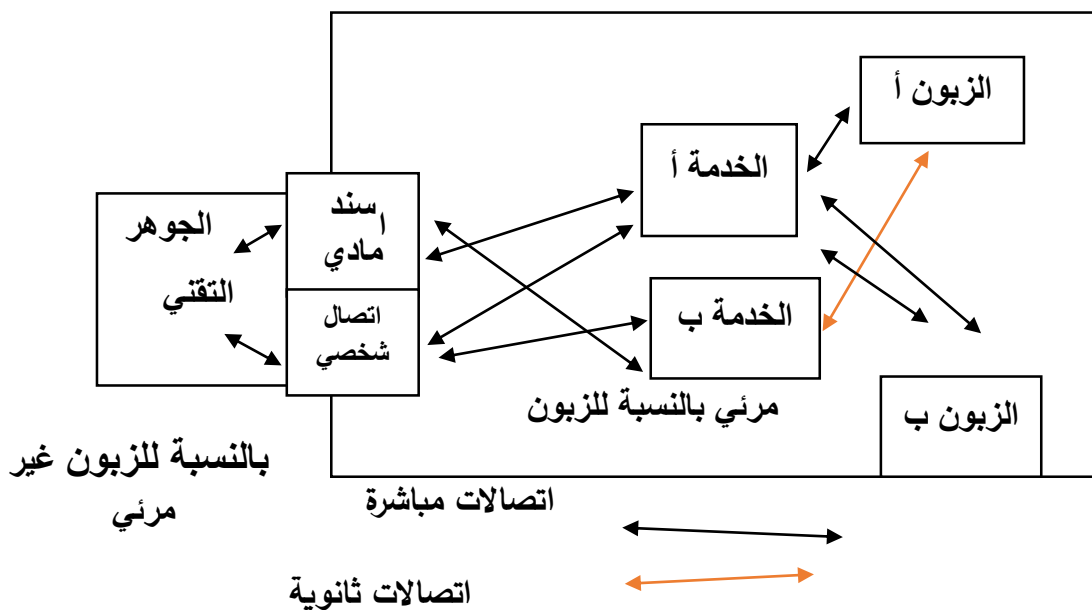 الزبون أ
الخدمة أ
سند
ا
مادي
الجوهر
التقني
اتصال
شخصي
الخدمة ب
مرئي بالنسبة للزبون
الزبون ب
بالنسبة للزبون غير
مرئي
اتصالات مباشرة
اتصالات ثانوية